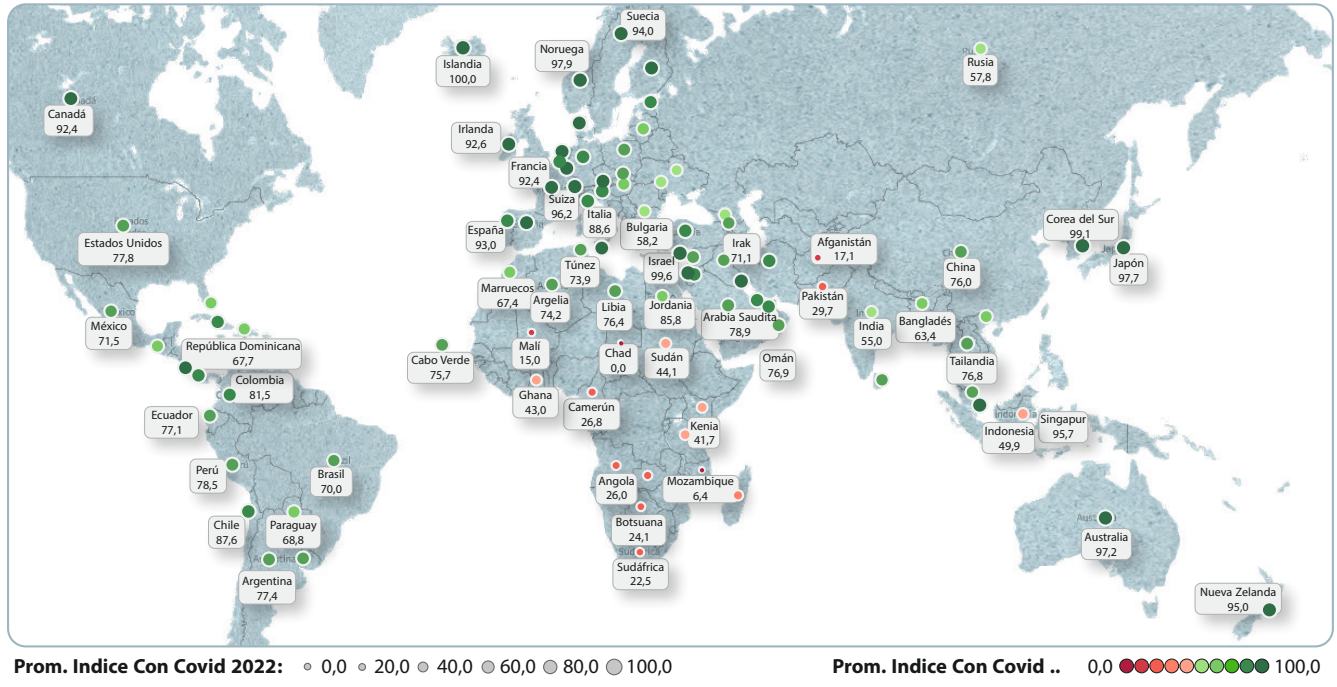 Suecia
94,0
Noruega
97,9
Islandia
100,0
Rusia
57,8
Canadá
92,4
Irlanda
92,6
Francia
92,4
Suiza
96,2
Italia
88,6
España
93,0
Bulgaria
58,2
Estados Unidos
77,8
Túnez
73,9
Israel
99,6
Irak
71,1
Afganistán
17,1
China
76,0
Corea del Sur
99,1
Japón
97,7
Marruecos
67,4
Argelia
74,2
Libia
76,4
Jordania
85,8
Arabia Saudita
78,9
Pakistán
29,7
India
55,0
Bangladés
63,4
México
71,5
República Dominicana
67,7
Cabo Verde
75,7
Malí
15,0
Chad
0,0
Sudán
44,1
Omán
76,9
Tailandia
76,8
Colombia
81,5
Ghana
43,0
Camerún
26,8
Kenia
41,7
Ecuador
77,1
Indonesia
49,9
Singapur
95,7
Perú
78,5
Brasil
70,0
Angola
26,0
Mozambique
6,4
Chile
87,6
Paraguay
68,8
Botsuana
24,1
Australia
97,2
Argentina
77,4
Sudáfrica
22,5
Nueva Zelanda
95,0
Prom. Indice Con Covid 2022: 0,0 20,0 40,0 60,0 80,0 100,0
Prom. Indice Con Covid .. 0,0 100,0